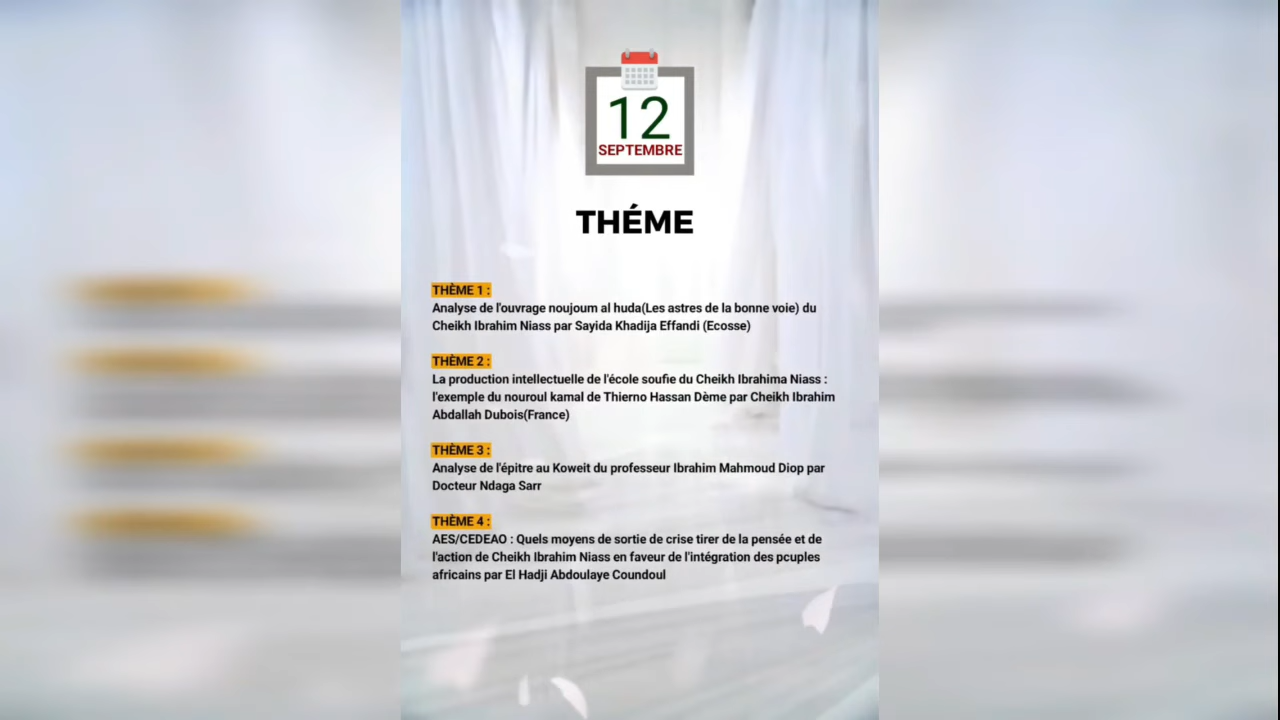 12
SEPTEMBRE
THÉME
THÈME 1 :
Analyse de l'ouvrage noujoum al huda(Les astres de la bonne voie) du
Cheikh Ibrahim Niass par Sayida Khadija Effandi (Ecosse)
THÈME 2 :
La production intellectuelle de l'école soufie du Cheikh Ibrahima Niass :
l'exemple du nouroul kamal de Thierno Hassan Dème par Cheikh Ibrahim
Abdallah Dubois(France)
THÈME 3 :
Analyse de l'épitre au Koweit du professeur Ibrahim Mahmoud Diop par
Docteur Ndaga Sarr
THÈME 4 :
AES/CEDEAO : Quels moyens de sortie de crise tirer de la pensée et de
l'action de Cheikh Ibrahim Niass en faveur de l'intégration des pcuples
africains par El Hadji Abdoulaye Coundoul